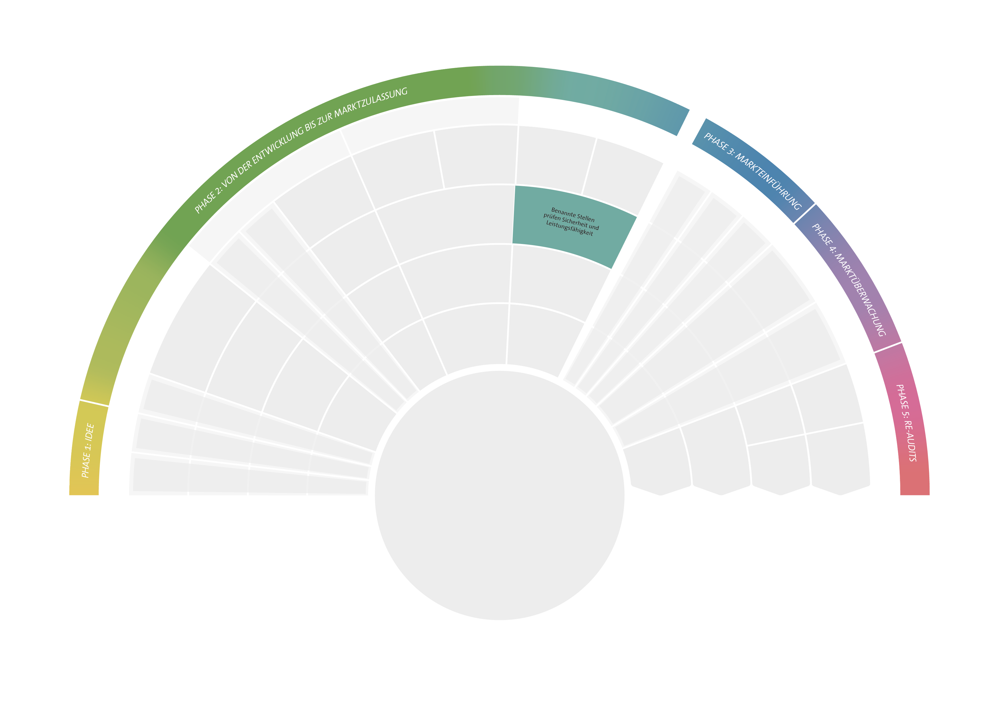 PHASE 1: IDEE
PHASE 2: VON DER ENTWICKLUNG BIS ZUR MARKTZULASSUNG
Benannte Stellen
prüfen Sicherheit und
Leistungsfähigkeit
PHASE 3: MARKTEINFÜHRUNG
PHASE 4: MARKTÜBERWACHUNG
PHASE 5: RE-AUDITS